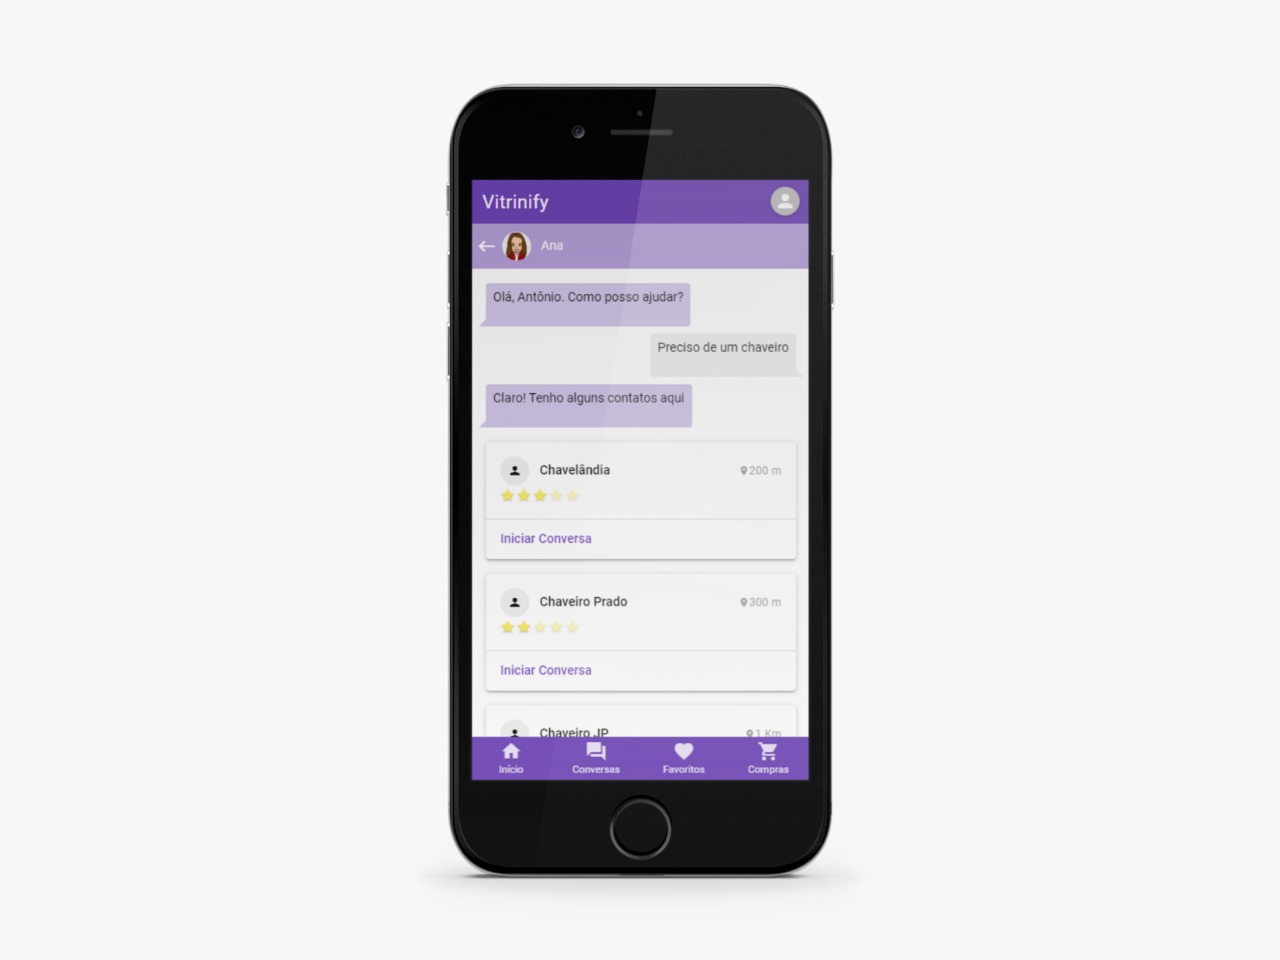 Vitrinify
Ana
Olá, Antônio. Como posso ajudar?
Preciso de um chaveiro
Claro! Tenho alguns contatos aqui
Chavelândia 200 m
Iniciar Conversa
Chaveiro Prado 300 m
Iniciar Conversa
Chaveiro JP 1 Km
Início Conversas Favoritos Compras